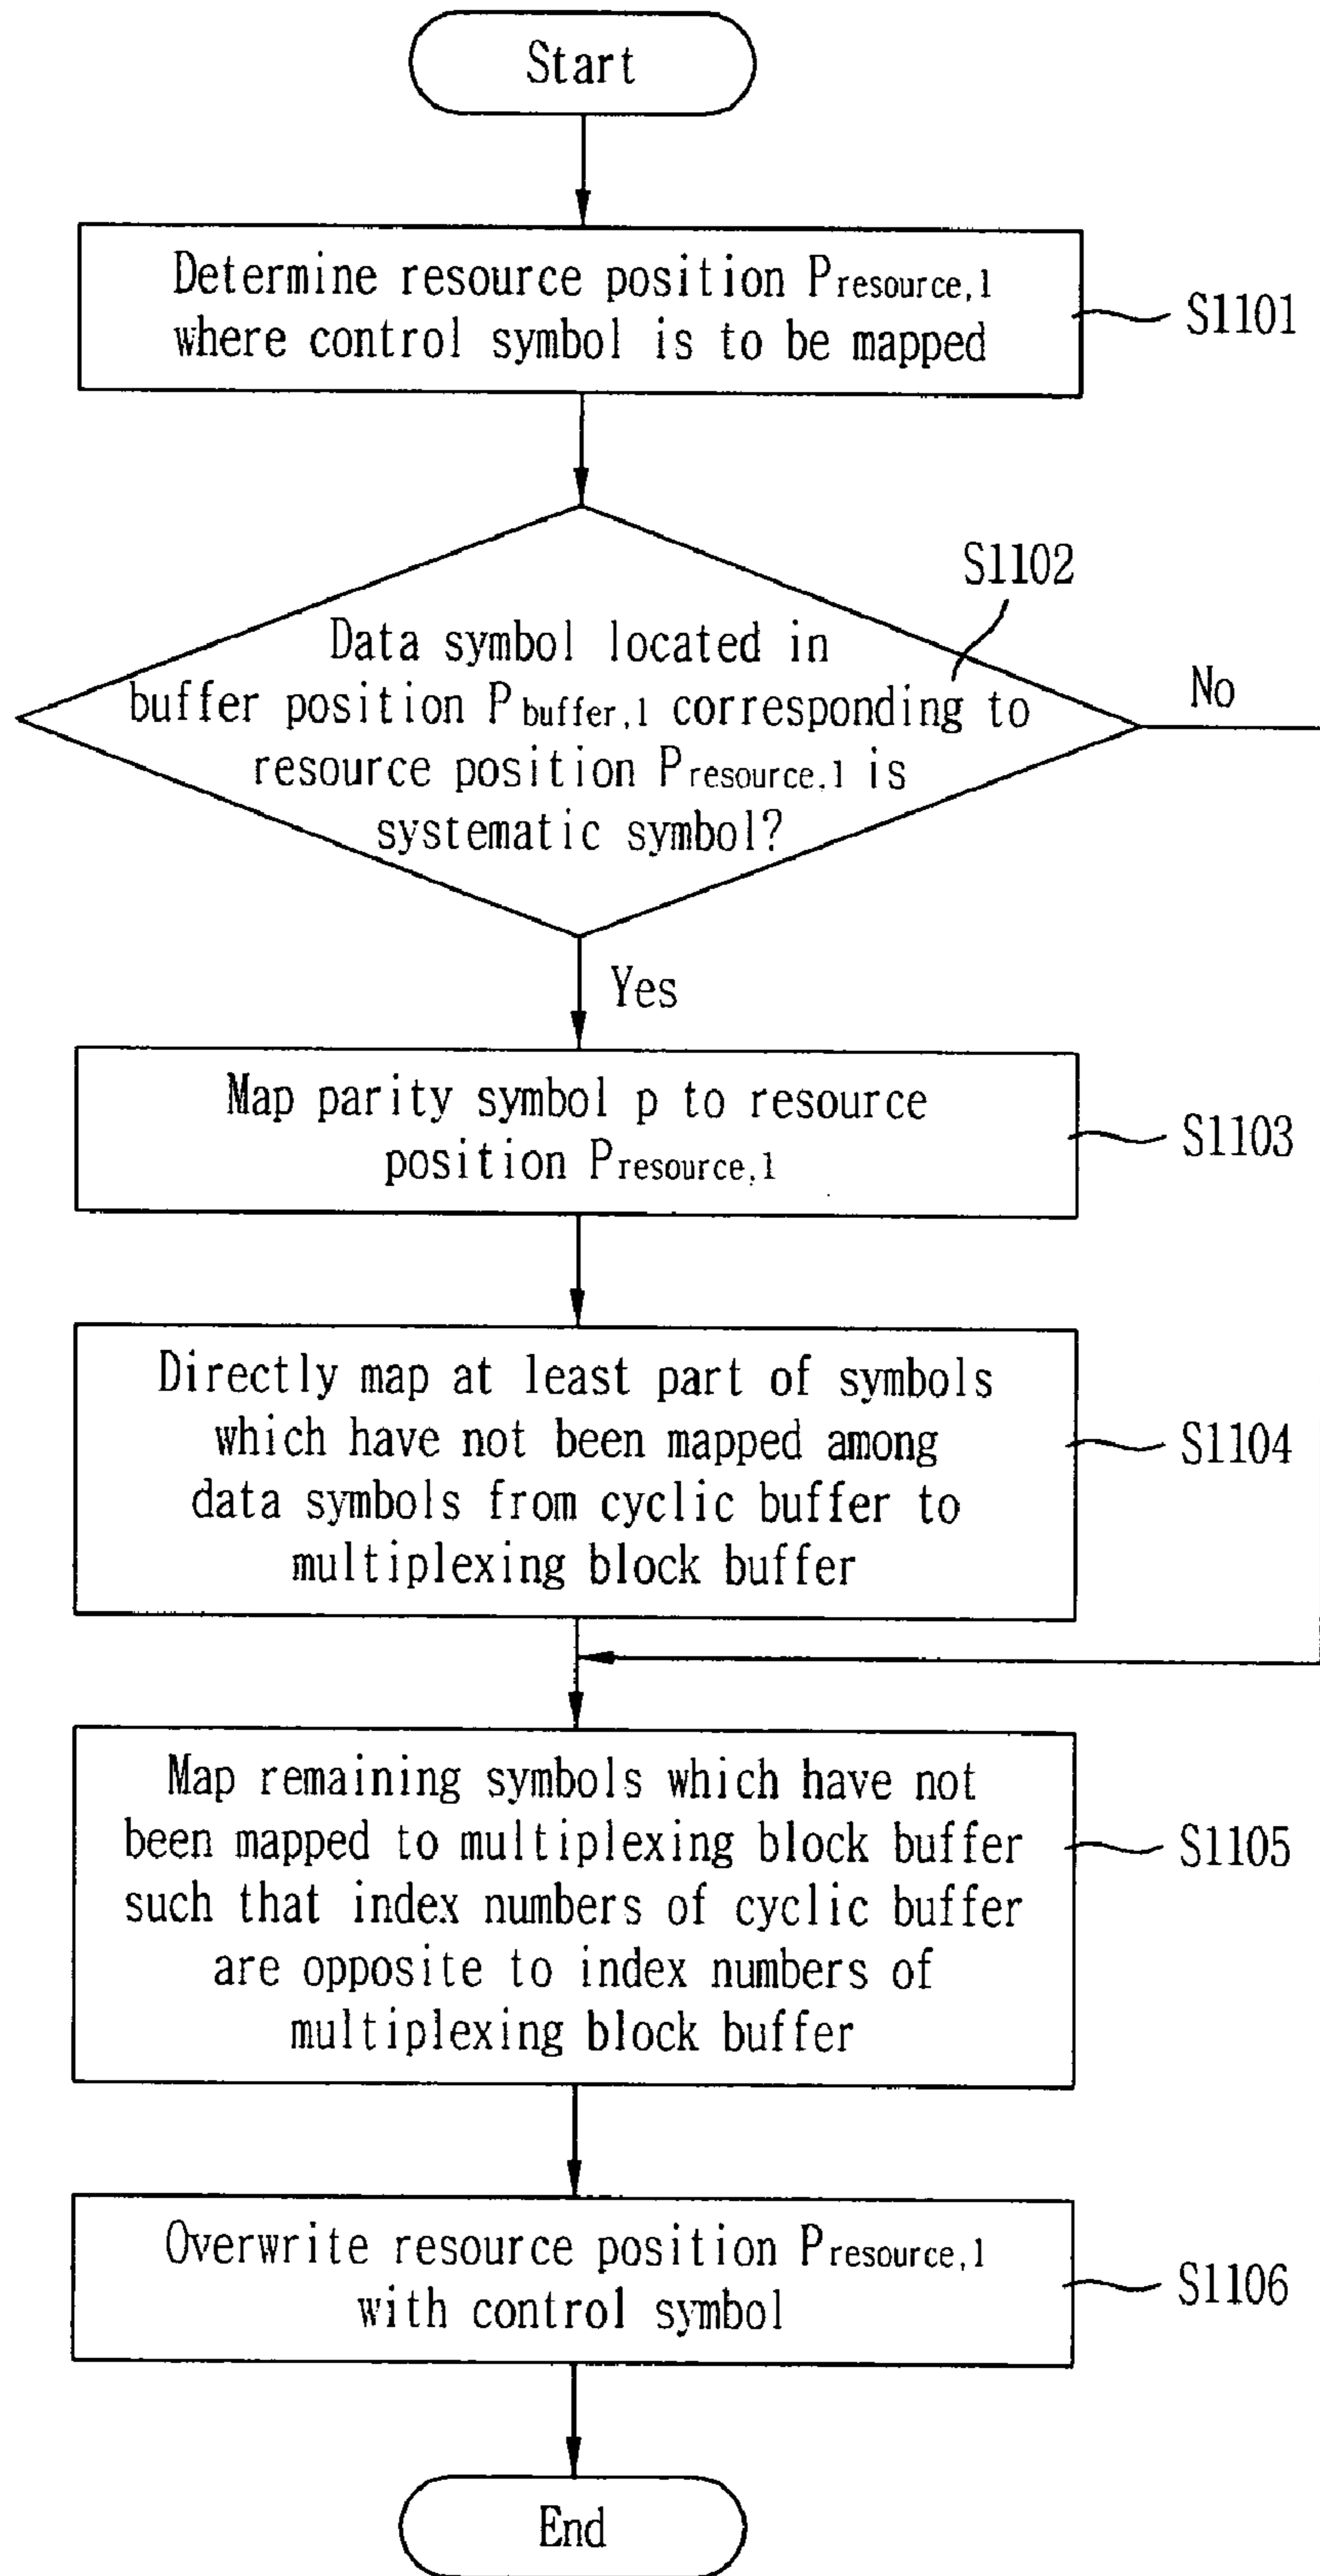 Start
Determine resource position Presource,1
where control symbol is to be mapped
S1101
S1102
Data symbol located in
buffer position Pbuffer,1 corresponding to
resource position Presource,1 is
systematic symbol?
No
Yes
Map parity symbol p to resource
position Presource,1
S1103
Directly map at least part of symbols
which have not been mapped among
data symbols from cyclic buffer to
multiplexing block buffer
S1104
Map remaining symbols which have not
been mapped to multiplexing block buffer
such that index numbers of cyclic buffer
are opposite to index numbers of
multiplexing block buffer
S1105
Overwrite resource position Presource,1
with control symbol
S1106
End